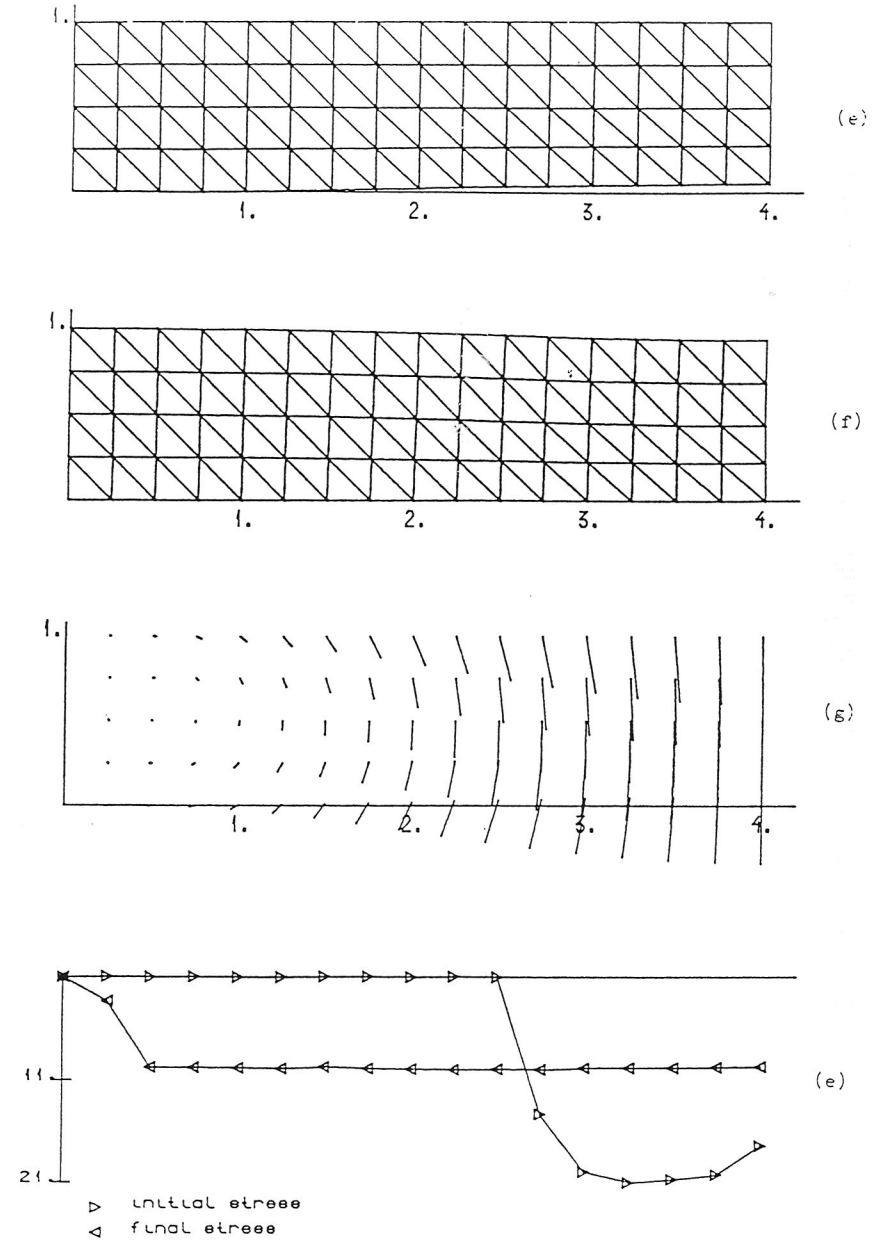 1.
(e)
1. 2. 3. 4.
1.
(f)
1. 2. 3. 4.
1.
(g)
1. 2. 3. 4.
11
(e)
21
initial stress
final stress